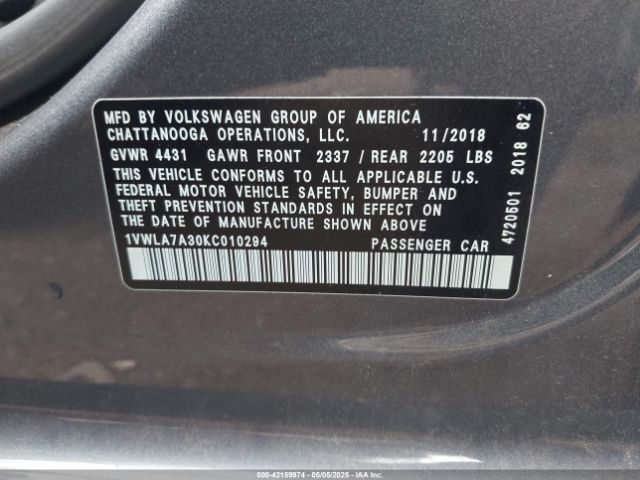 MFD BY VOLKSWAGEN GROUP OF AMERICA
CHATTANOOGA OPERATIONS, LLC. 11/2018
GVWR 4431 GAWR FRONT 2337 / REAR 2205 LBS
THIS VEHICLE CONFORMS TO ALL APPLICABLE U.S.
FEDERAL MOTOR VEHICLE SAFETY, BUMPER AND
THEFT PREVENTION STANDARDS IN EFFECT ON
THE DATE OF MANUFACTURE SHOWN ABOVE
1VWLA7A30KC010294 PASSENGER CAR
4720501 2018 62
000-42159974 | 05/05/2025 | IAAI.COM